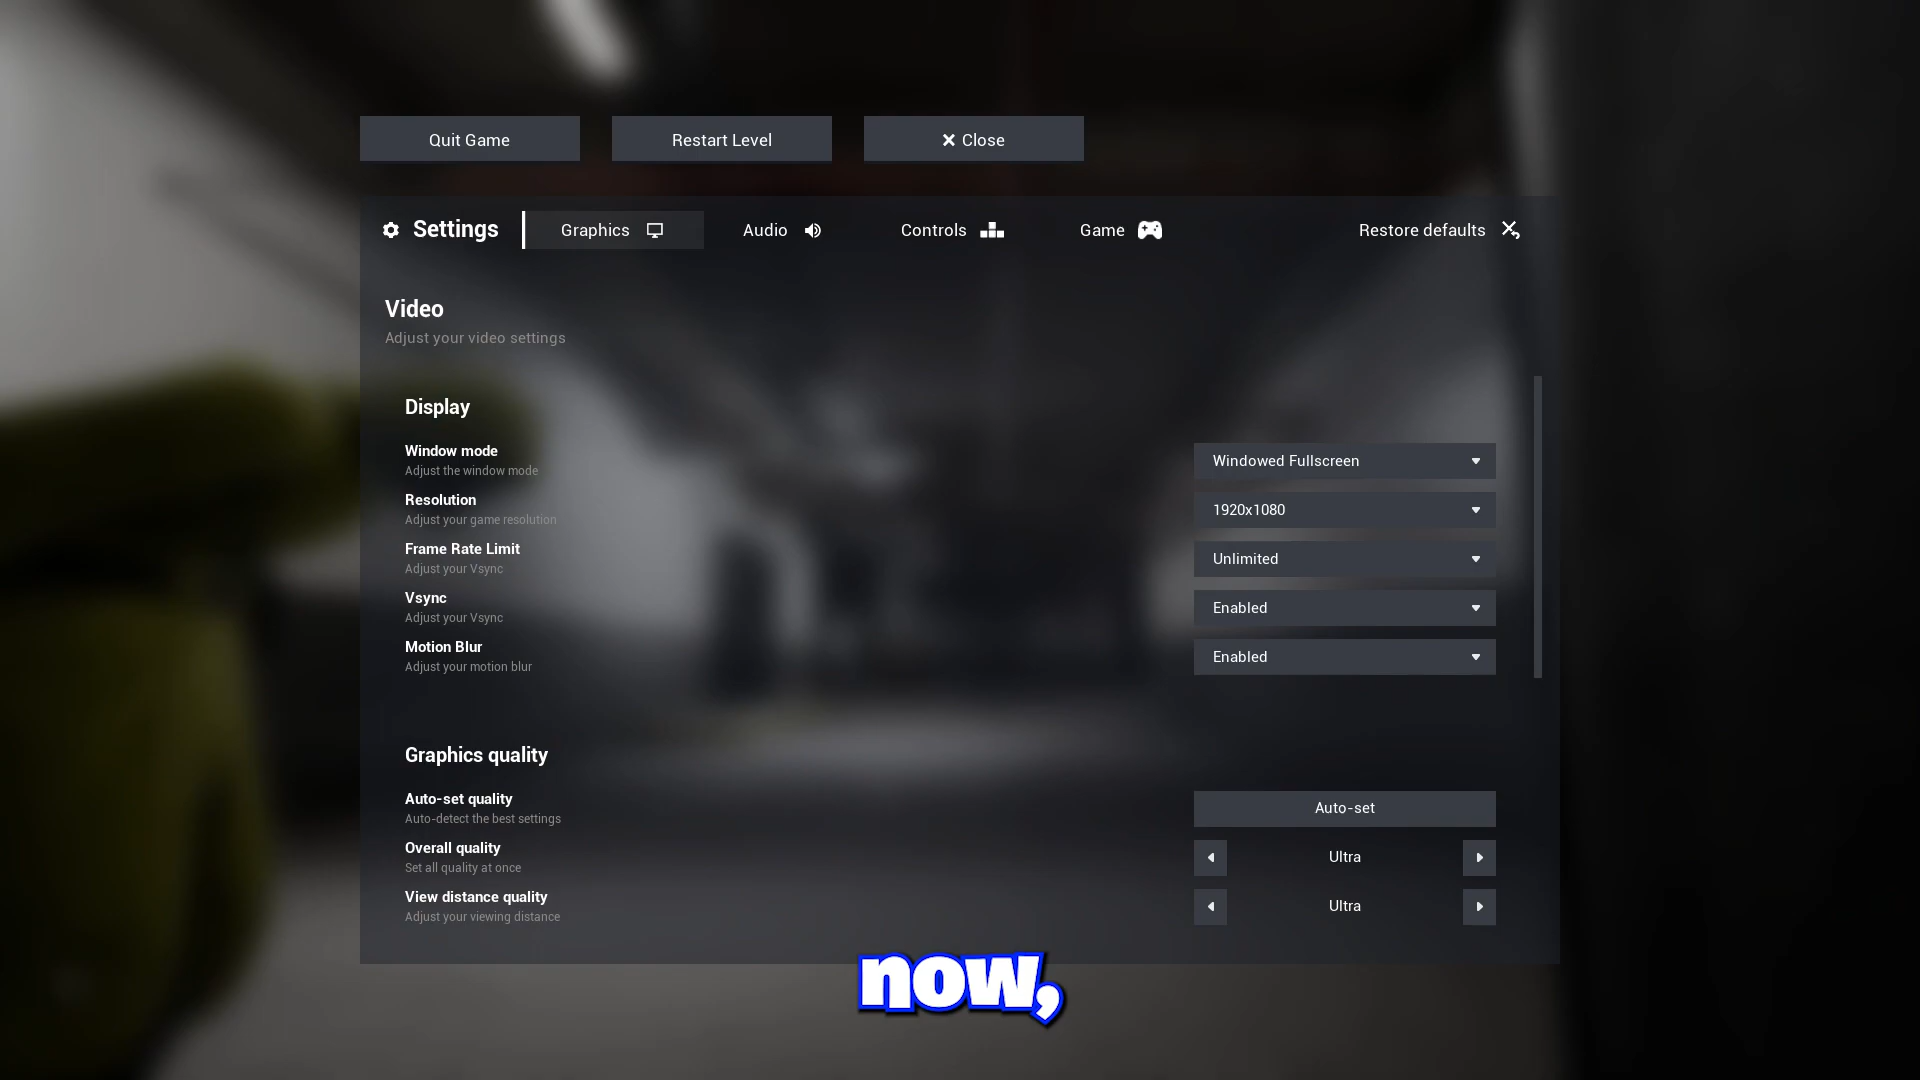 Quit Game
Restart Level
Close
Settings
Graphics
Audio
Controls
Game
Restore defaults
Video
Adjust your video settings
Display
Window mode
Adjust the window mode
Windowed Fullscreen
Resolution
Adjust your game resolution
1920x1080
Frame Rate Limit
Adjust your Vsync
Unlimited
Vsync
Adjust your Vsync
Enabled
Motion Blur
Adjust your motion blur
Enabled
Graphics quality
Auto-set quality
Auto-detect the best settings
Auto-set
Overall quality
Set all quality at once
Ultra
View distance quality
Adjust your viewing distance
Ultra
now,